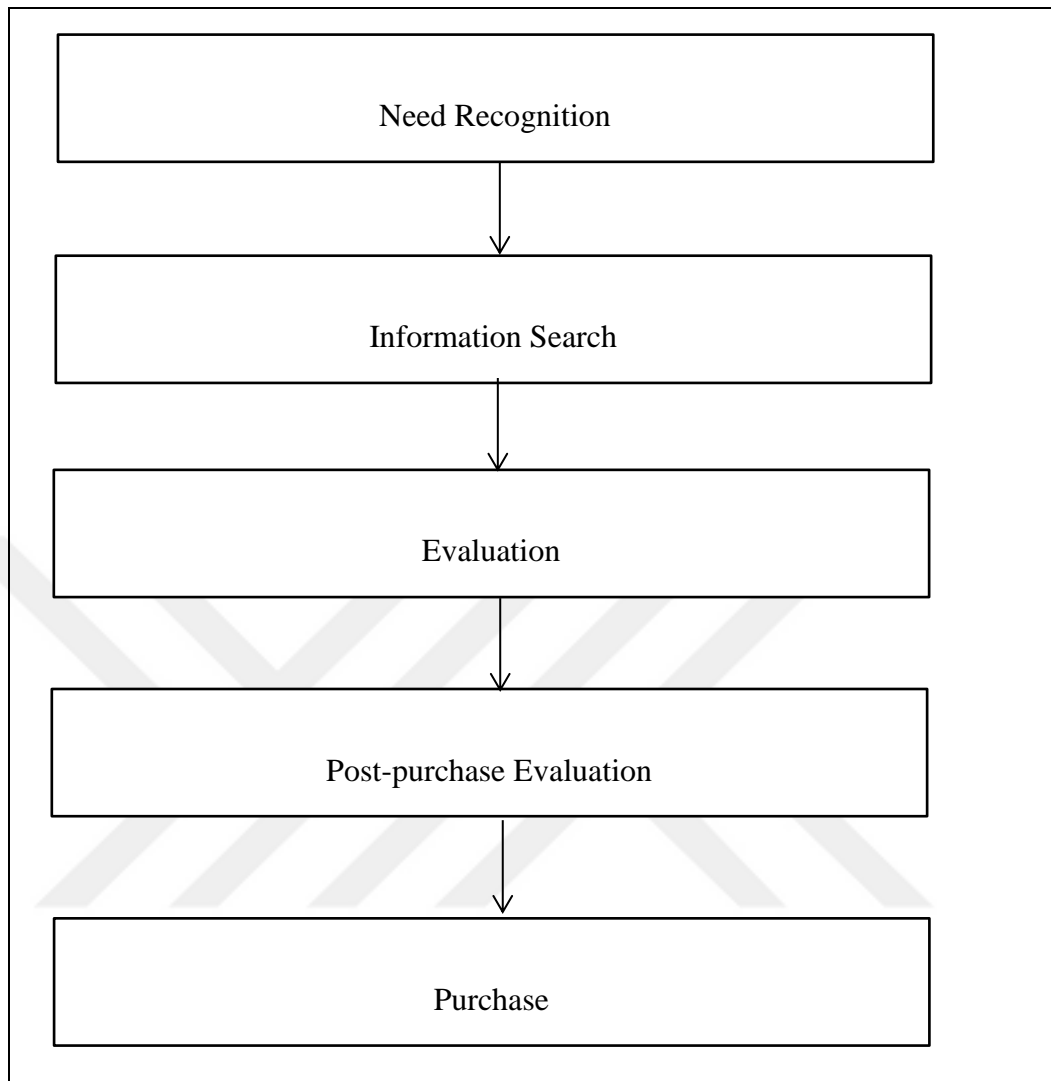 Need Recognition
Information Search
Evaluation
Post-purchase Evaluation
Purchase